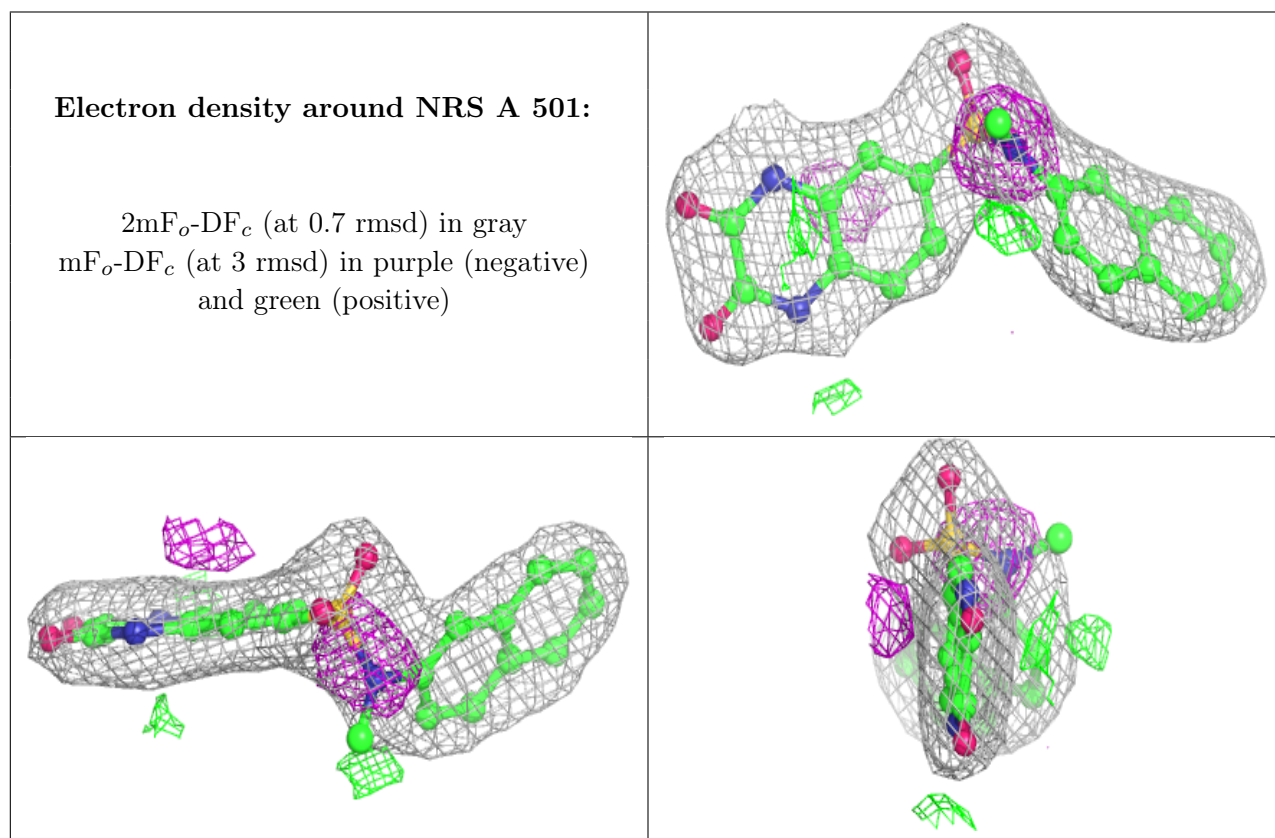 Electron density around NRS A 501:
2mFo-DFc (at 0.7 rmsd) in gray
mFo-DFc (at 3 rmsd) in purple (negative)
and green (positive)